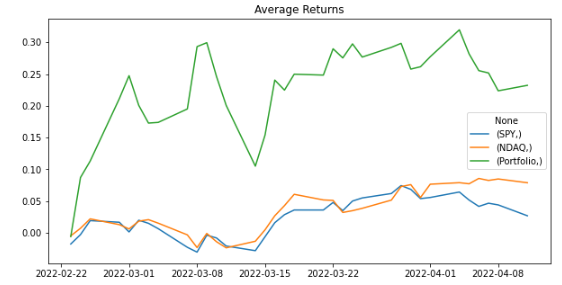 Average Returns
0.30
0.25
0.20
0.15
0.10
0.05
0.00
None
(SPY,)
(NDAQ,)
(Portfolio,)
2022-02-22
2022-03-01
2022-03-08
2022-03-15
2022-03-22
2022-04-01
2022-04-08